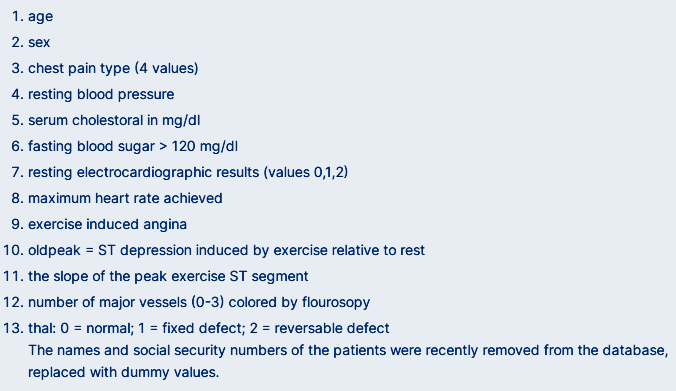 1. age
2. sex
3. chest pain type (4 values)
4. resting blood pressure
5. serum cholestoral in mg/dl
6. fasting blood sugar > 120 mg/dl
7. resting electrocardiographic results (values 0,1,2)
8. maximum heart rate achieved
9. exercise induced angina
10. oldpeak = ST depression induced by exercise relative to rest
11. the slope of the peak exercise ST segment
12. number of major vessels (0-3) colored by flourosopy
13. thal: 0 = normal; 1 = fixed defect; 2 = reversable defect
The names and social security numbers of the patients were recently removed from the database,
replaced with dummy values.